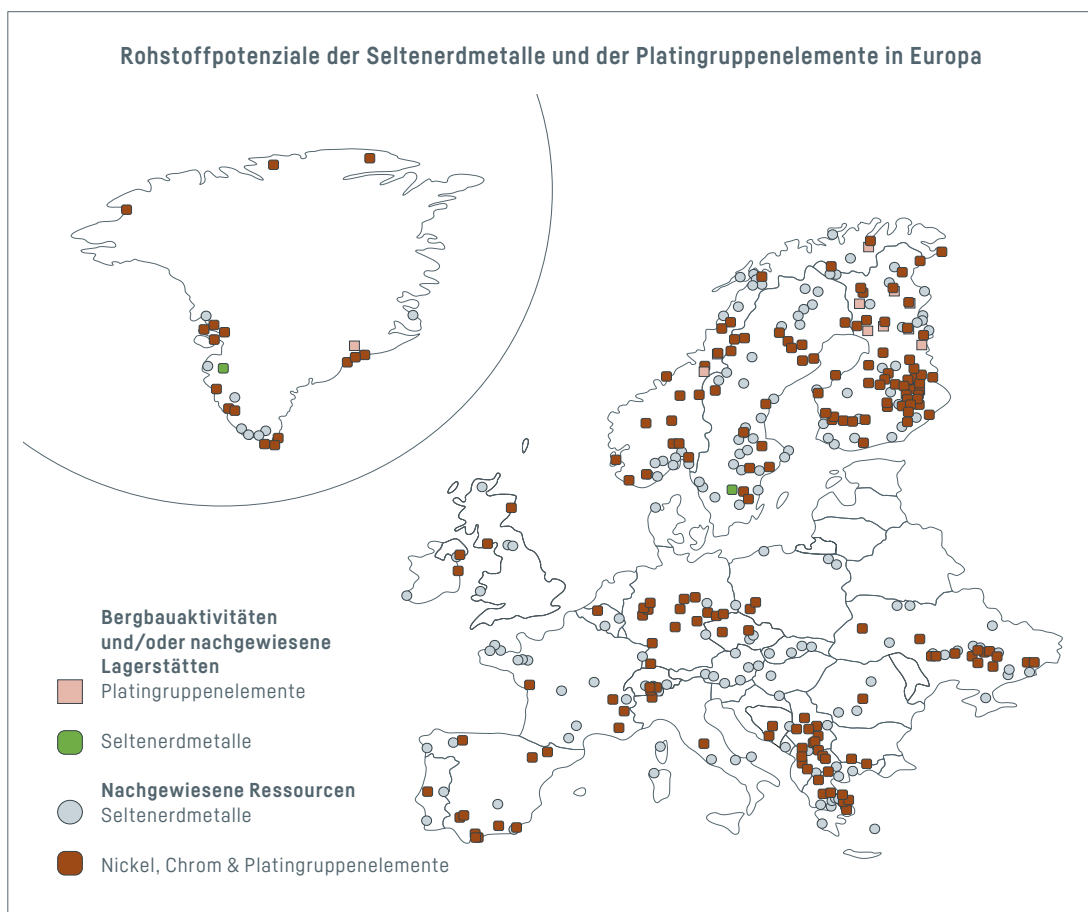 Rohstoffpotenziale der Seltenerdmetalle und der Platingruppenelemente in Europa
Bergbauaktivitäten
und/oder nachgewiesene
Lagerstätten
Platingruppenelemente
Seltenerdmetalle
Nachgewiesene Ressourcen
Seltenerdmetalle
Nickel, Chrom & Platingruppenelemente